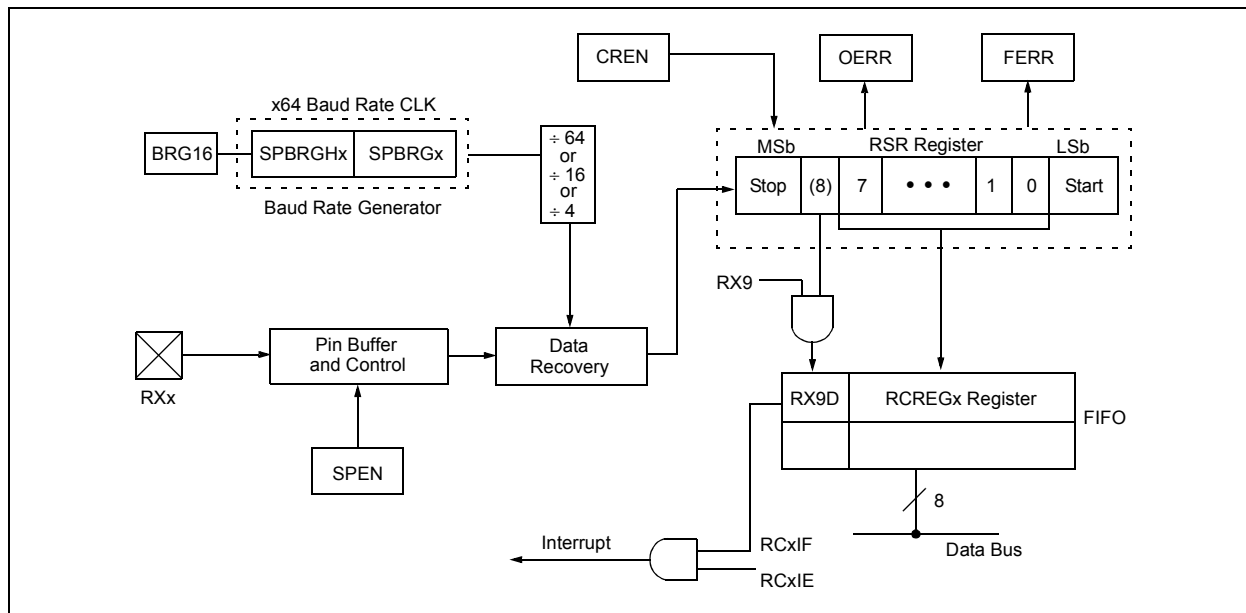 CREN
OERR
FERR
x64 Baud Rate CLK
BRG16
SPBRGHx
SPBRGx
Baud Rate Generator
÷ 64
or
÷ 16
or
÷ 4
MSb
RSR Register
LSb
Stop
(8)
7
• • •
1
0
Start
RX9
RXx
Pin Buffer
and Control
Data
Recovery
SPEN
RX9D
RCREGx Register
FIFO
8
Data Bus
Interrupt
RCxIF
RCxIE